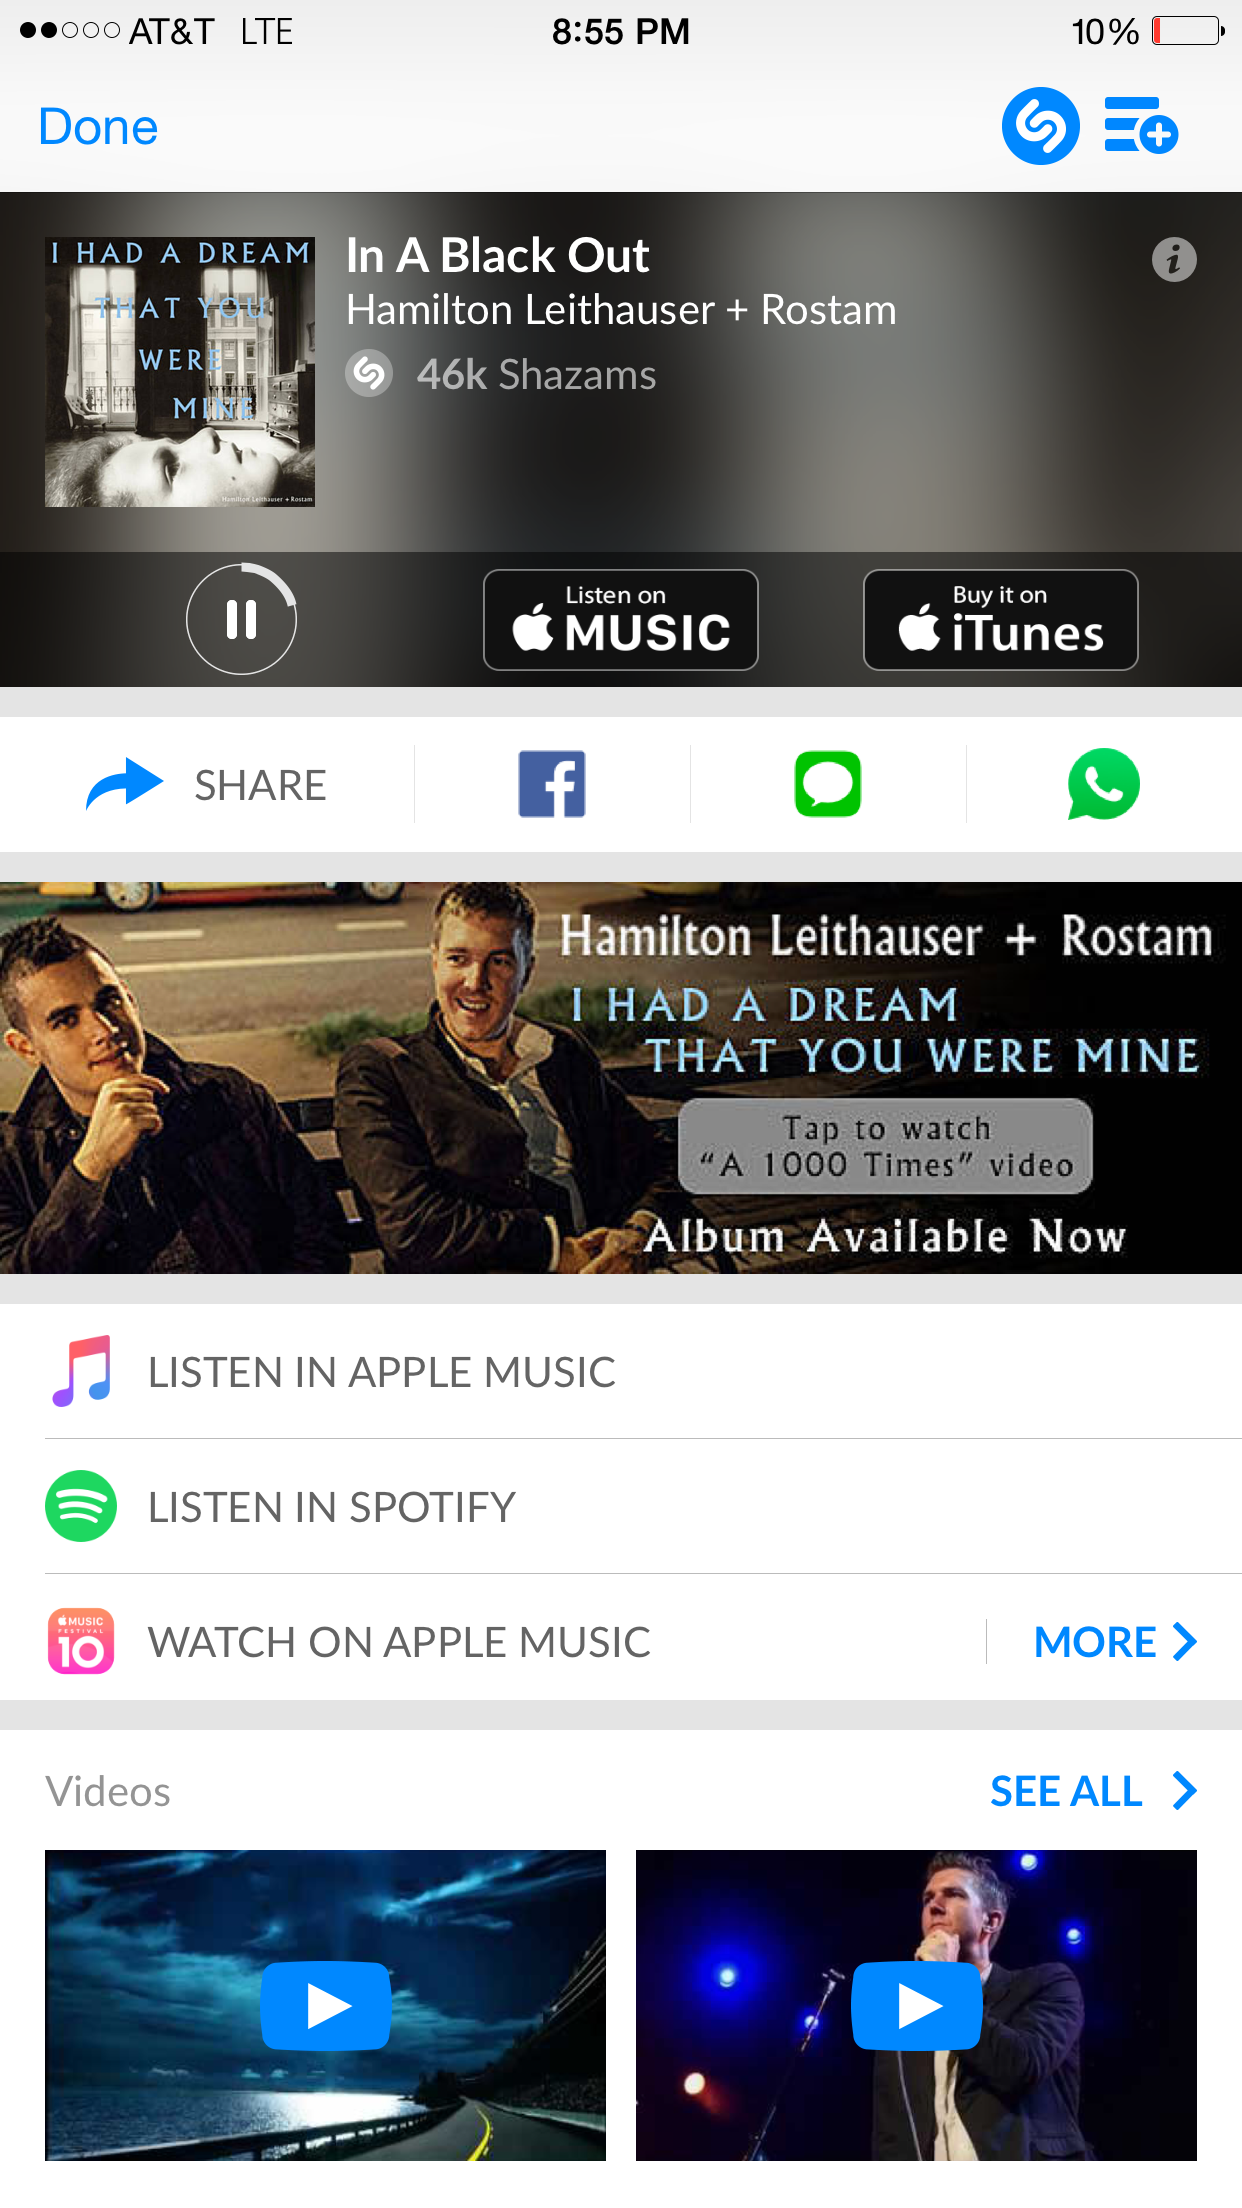 AT&T LTE 8:55 PM 10%
Done
I HAD A DREAM
THAT YOU
WERE
MINE
Hamilton Leithauser + Rostam
In A Black Out
Hamilton Leithauser + Rostam
46k Shazams
Listen on
MUSIC
Buy it on
iTunes
SHARE
Hamilton Leithauser + Rostam
I HAD A DREAM
THAT YOU WERE MINE
Tap to watch
“A 1000 Times” video
Album Available Now
LISTEN IN APPLE MUSIC
LISTEN IN SPOTIFY
MUSIC
FESTIVAL
10
WATCH ON APPLE MUSIC
MORE
Videos
SEE ALL